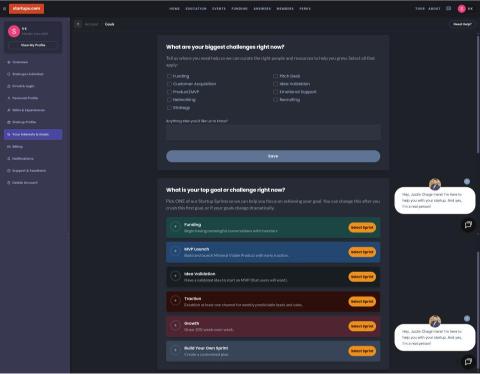 startups.com
HOME EDUCATION EVENTS FUNDING ANSWERS MEMBERS PERKS
TOUR ABOUT
S K
Account / Goals
Need Help?
S
S K
View My Profile
Overview
Startups Unlimited
Email & Login
Personal Profile
Skills & Experiences
Startup Profile
Your Interests & Goals
Billing
Notifications
Support & Feedback
Delete Account
What are your biggest challenges right now?
Tell us where you need help so we can curate the right people and resources to help you grow. Select all that
apply:
Funding
Pitch Deck
Customer Acquisition
Idea Validation
Product/MVP
Emotional Support
Networking
Recruiting
Strategy
Anything else you'd like us to know?
Save
What is your top goal or challenge right now?
Pick ONE of our Startup Sprints so we can help you focus on achieving your goal. You can change this after you
crush this first goal, or if your goals change dramatically.
Funding
Begin having meaningful conversations with investors
Select Sprint
MVP Launch
Build and launch Minimal Viable Product with early traction.
Select Sprint
Idea Validation
Have a validated idea to start an MVP that users will want.
Select Sprint
Traction
Establish at least one channel for weekly predictable leads and sales.
Select Sprint
Growth
Grow 10% week over week.
Select Sprint
Build Your Own Sprint
Create a customized plan
Select Sprint
Hey, Justin Chage here! I'm here to
help you with your startup. And yes,
I'm a real person!
Hey, Justin Chage here! I'm here to
help you with your startup. And yes,
I'm a real person!